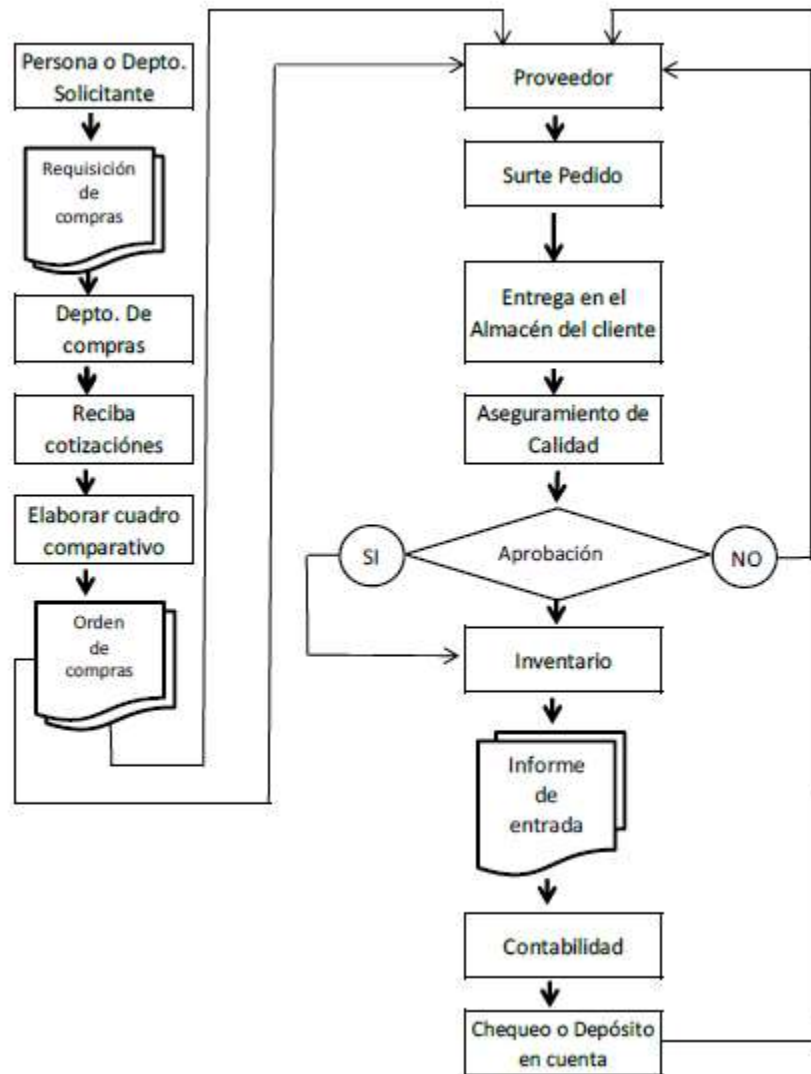 Persona o Depto.
Solicitante
Requisición
de
compras
Depto. De
compras
Reciba
cotizaciónes
Elaborar cuadro
comparativo
Orden
de
compras
Proveedor
Surte Pedido
Entrega en el
Almacén del cliente
Aseguramiento de
Calidad
SI
Aprobación
NO
Inventario
Informe
de
entrada
Contabilidad
Chequeo o Depósito
en cuenta